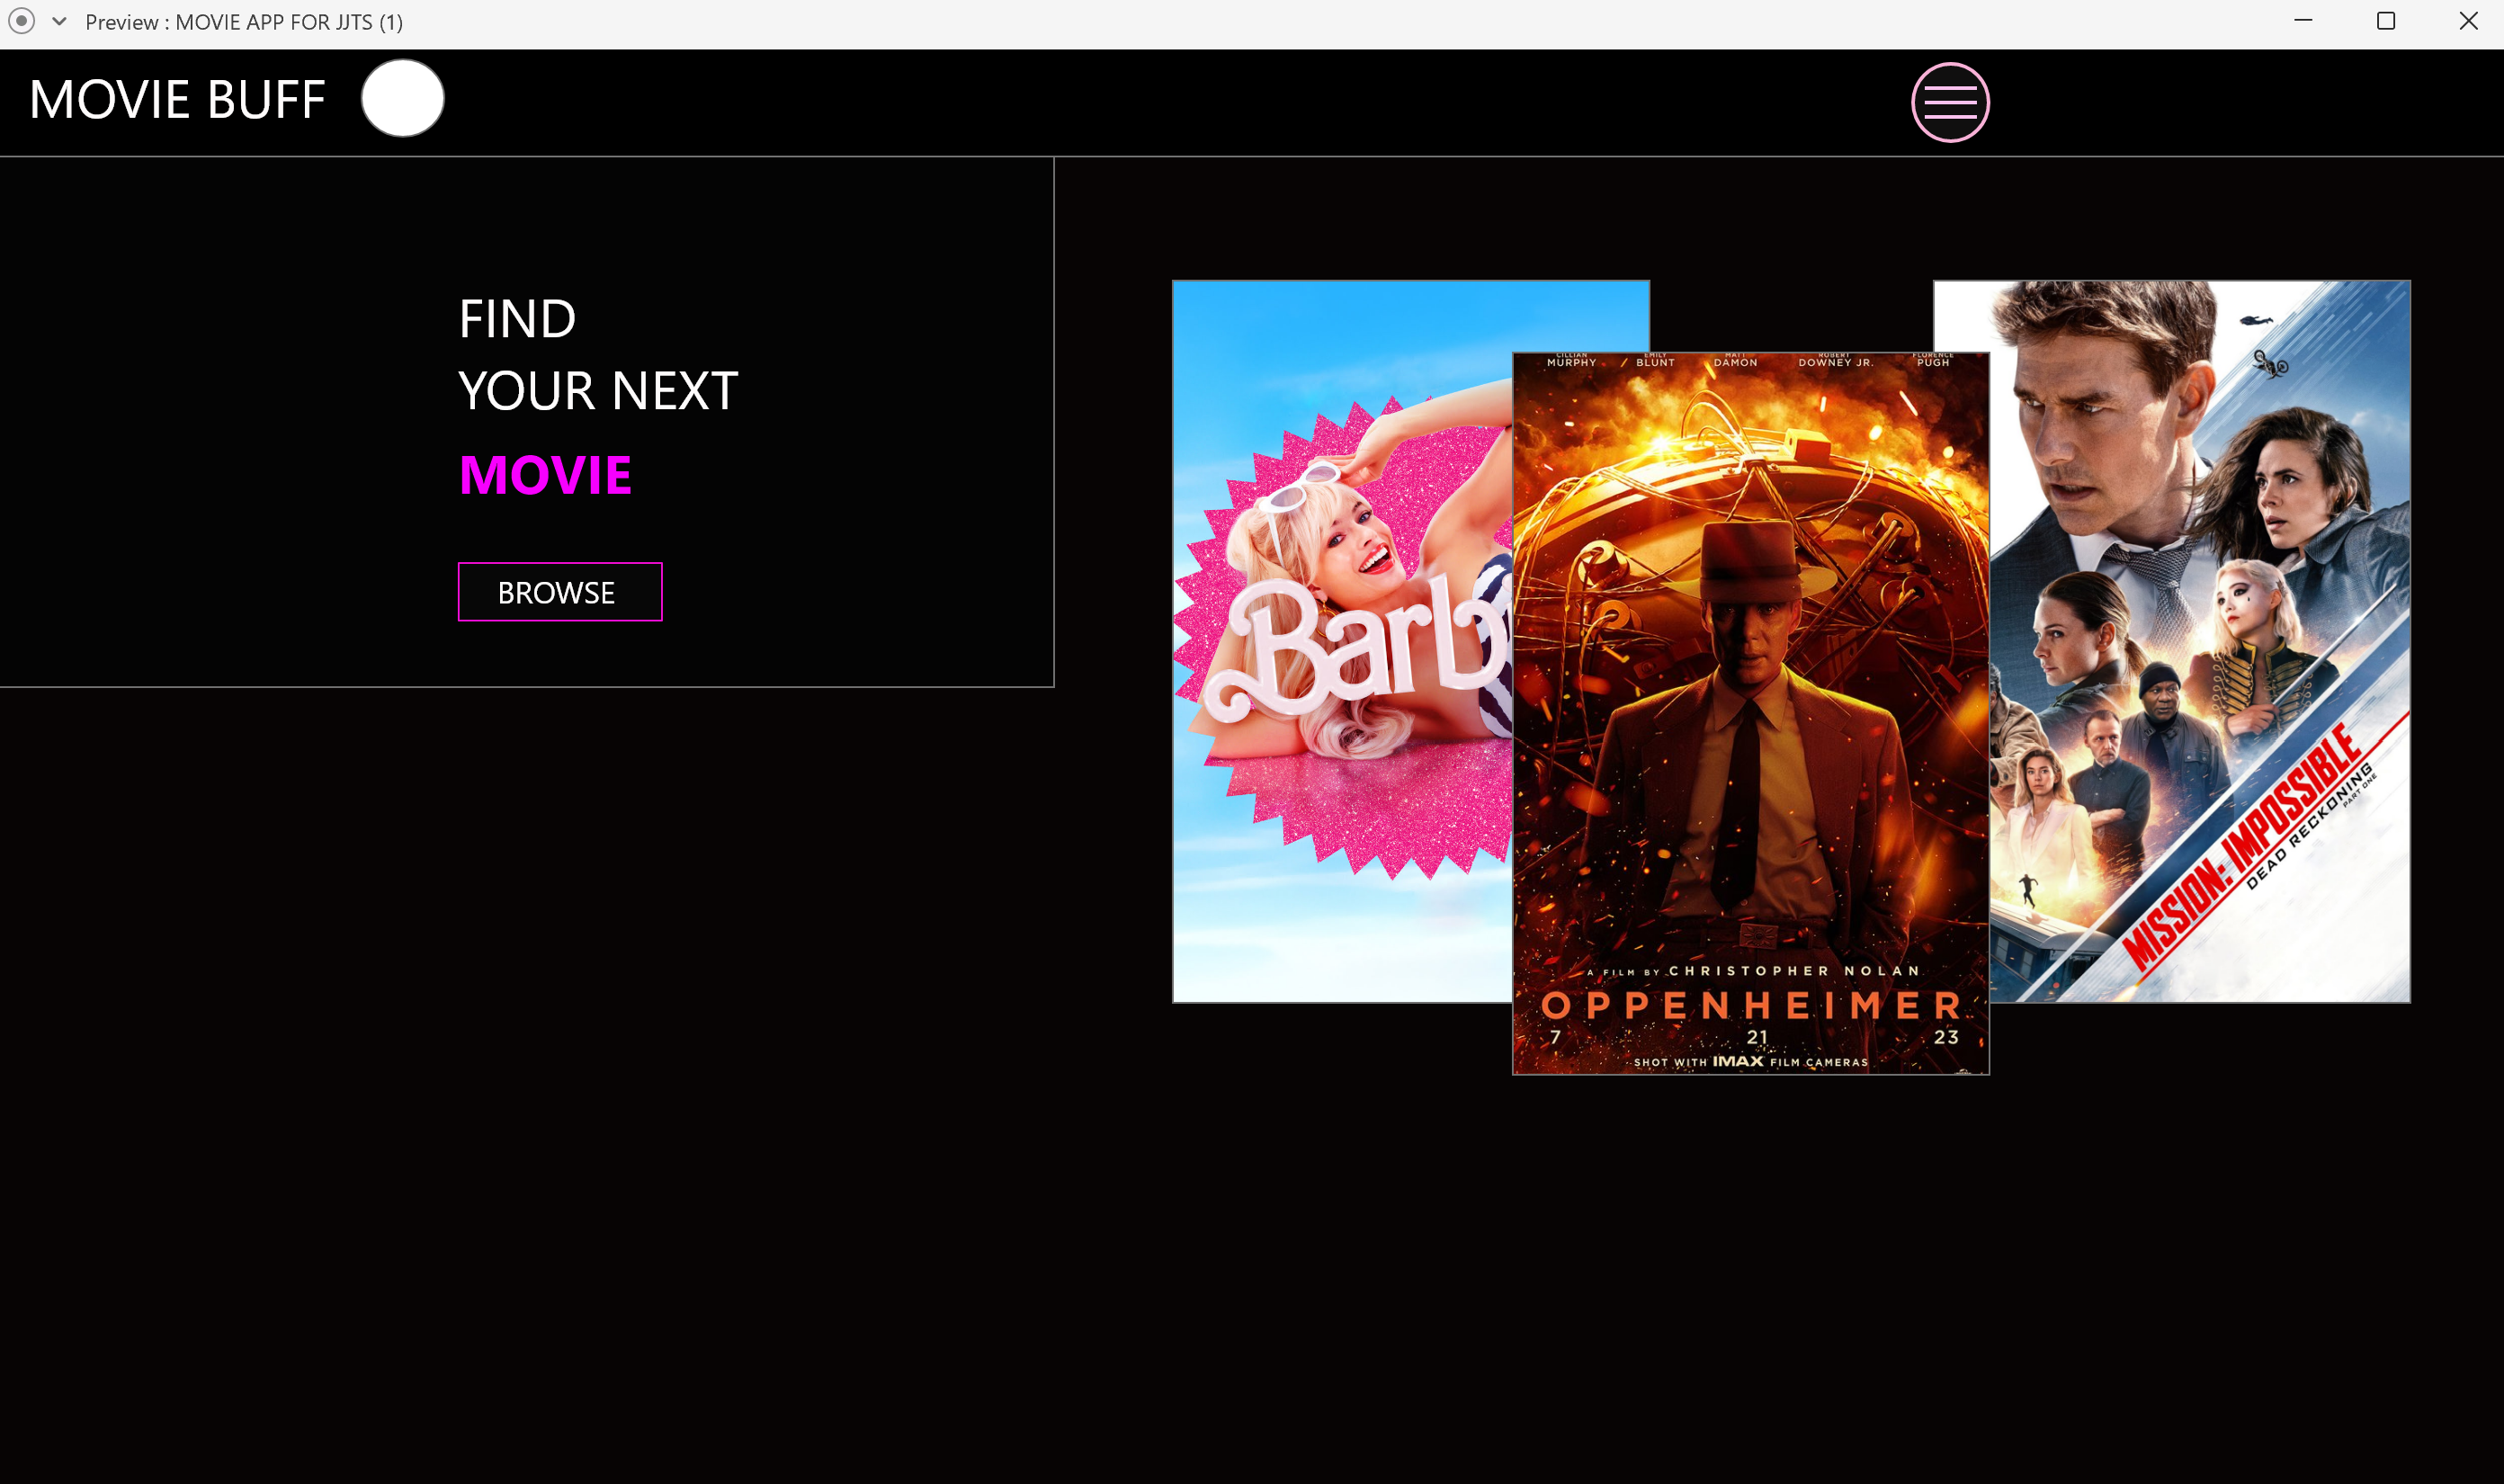 Preview : MOVIE APP FOR JJTS (1)
MOVIE BUFF
FIND
YOUR NEXT
MOVIE
BROWSE
Barb
CILLIAN MURPHY EMILY BLUNT MATT DAMON ROBERT DOWNEY JR. FLORENCE PUGH
A FILM BY CHRISTOPHER NOLAN
OPPENHEIMER
7 21 23
SHOT WITH IMAX FILM CAMERAS
MISSION: IMPOSSIBLE
DEAD RECKONING
PART ONE